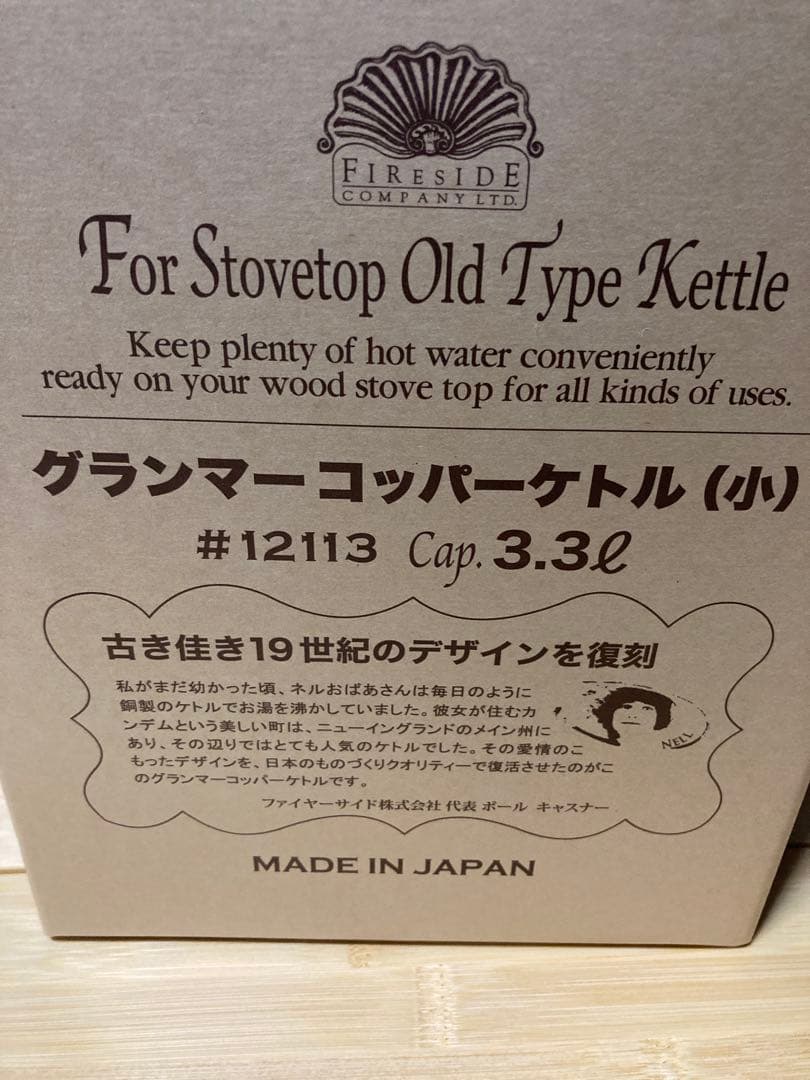 FIRESIDE
COMPANY LTD.
For Stovetop Old Type Kettle
Keep plenty of hot water conveniently
ready on your wood stove top for all kinds of uses.
グランマーコッパーケトル(小)
#12113 Cap. 3.3ℓ
古き佳き19世紀のデザインを復刻
私がまだ幼かった頃、ネルおばあさんは毎日のように
銅製のケトルでお湯を沸かしていました。彼女が住むカ
ンデムという美しい町は、ニューイングランドのメイン州に
あり、その辺りではとても人気のケトルでした。その愛情のこ
もったデザインを、日本のものづくりクオリティーで復活させたのがこ
のグランマーコッパーケトルです。
NELL
ファイヤーサイド株式会社 代表 ポール キャスナー
MADE IN JAPAN